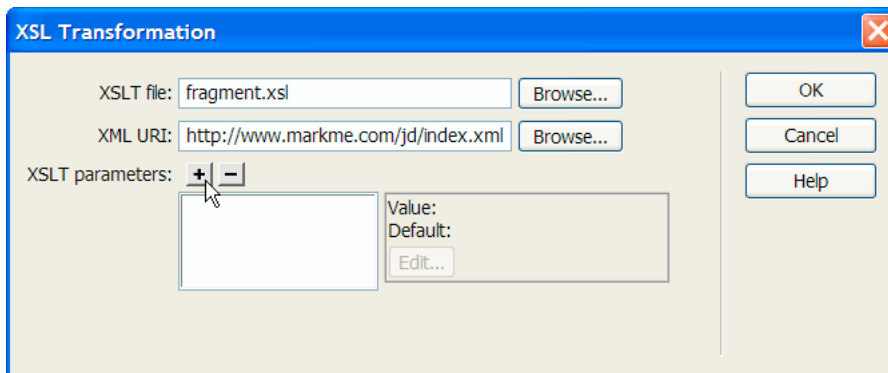 XSL Transformation
XSLT file: fragment.xsl Browse... OK
XML URI: http://www.markme.com/jd/index.xml Browse... Cancel
XSLT parameters: + − Help
Value:
Default:
Edit...